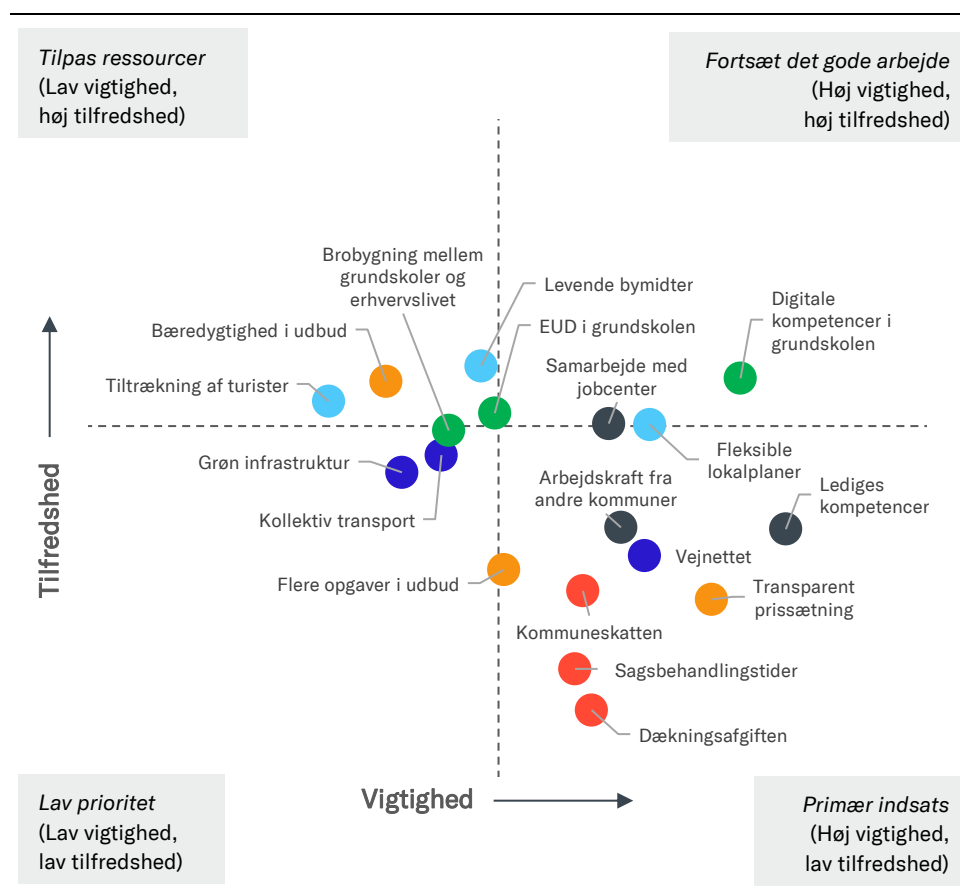 Tilpas ressourcer
(Lav vigtighed,
høj tilfredshed)
Fortsæt det gode arbejde
(Høj vigtighed,
høj tilfredshed)
Brobygning mellem
grundskoler og
erhvervslivet
Levende bymidter
Digitale
kompetencer i
grundskolen
Bæredygtighed i udbud
EUD i grundskolen
Tiltrækning af turister
Samarbejde med
jobcenter
Grøn infrastruktur
Fleksible
lokalplaner
Arbejdskraft fra
andre kommuner
Lediges
kompetencer
Kollektiv transport
Tilfredshed
Vejnettet
Flere opgaver i udbud
Transparent
prissætning
Kommuneskatten
Sagsbehandlingstider
Dækningsafgiften
Vigtighed
Lav prioritet
(Lav vigtighed,
lav tilfredshed)
Primær indsats
(Høj vigtighed,
lav tilfredshed)